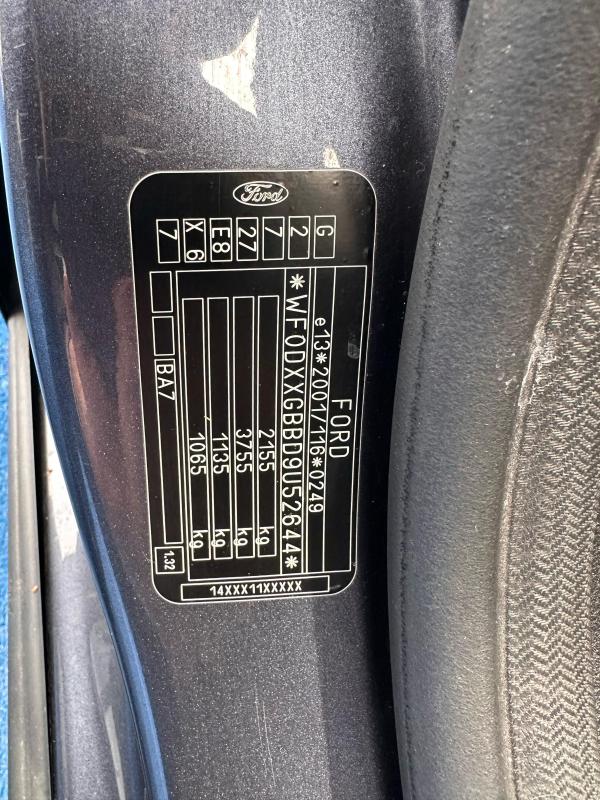 Ford
FORD
e13*2001/116*0249
*WF0DXXGBBD9U52644*
2155 kg
3755 kg
1135 kg
1065 kg
G
2
7
27
E8
X 6
7
BA7
1.32
14XXX11XXXXX